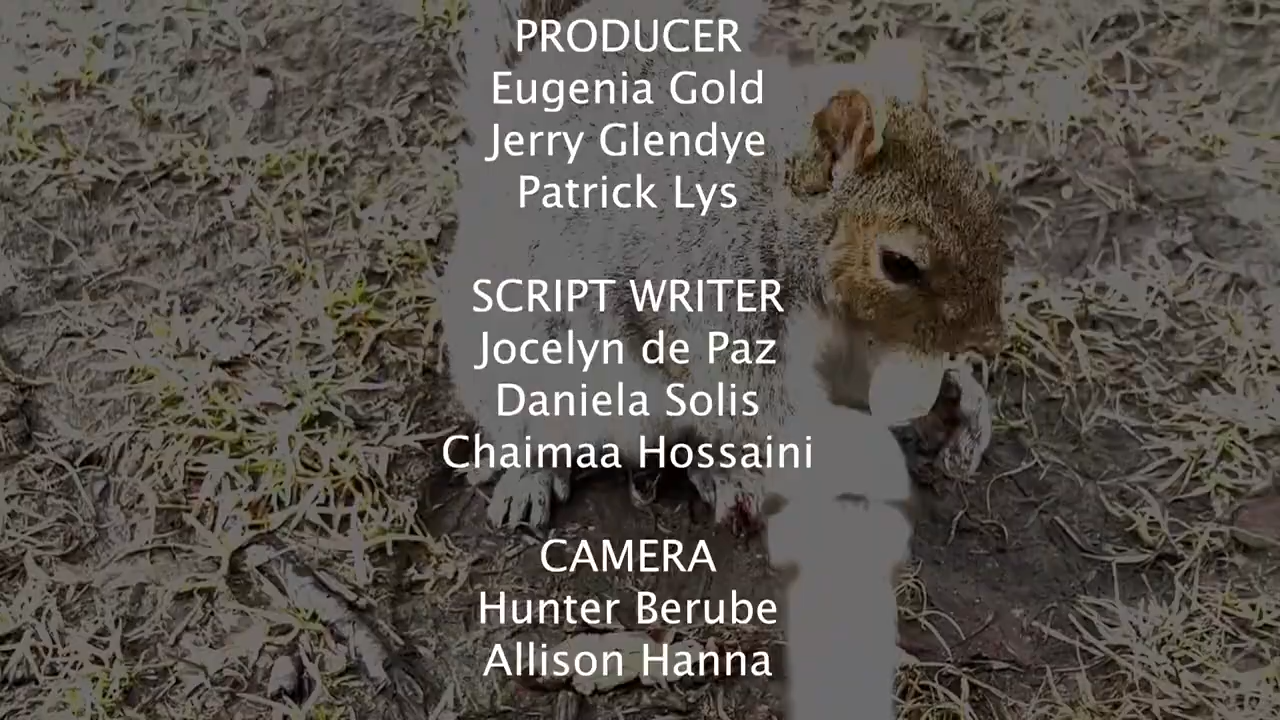 PRODUCER
Eugenia Gold
Jerry Glendye
Patrick Lys
SCRIPT WRITER
Jocelyn de Paz
Daniela Solis
Chaimaa Hossaini
CAMERA
Hunter Berube
Allison Hanna